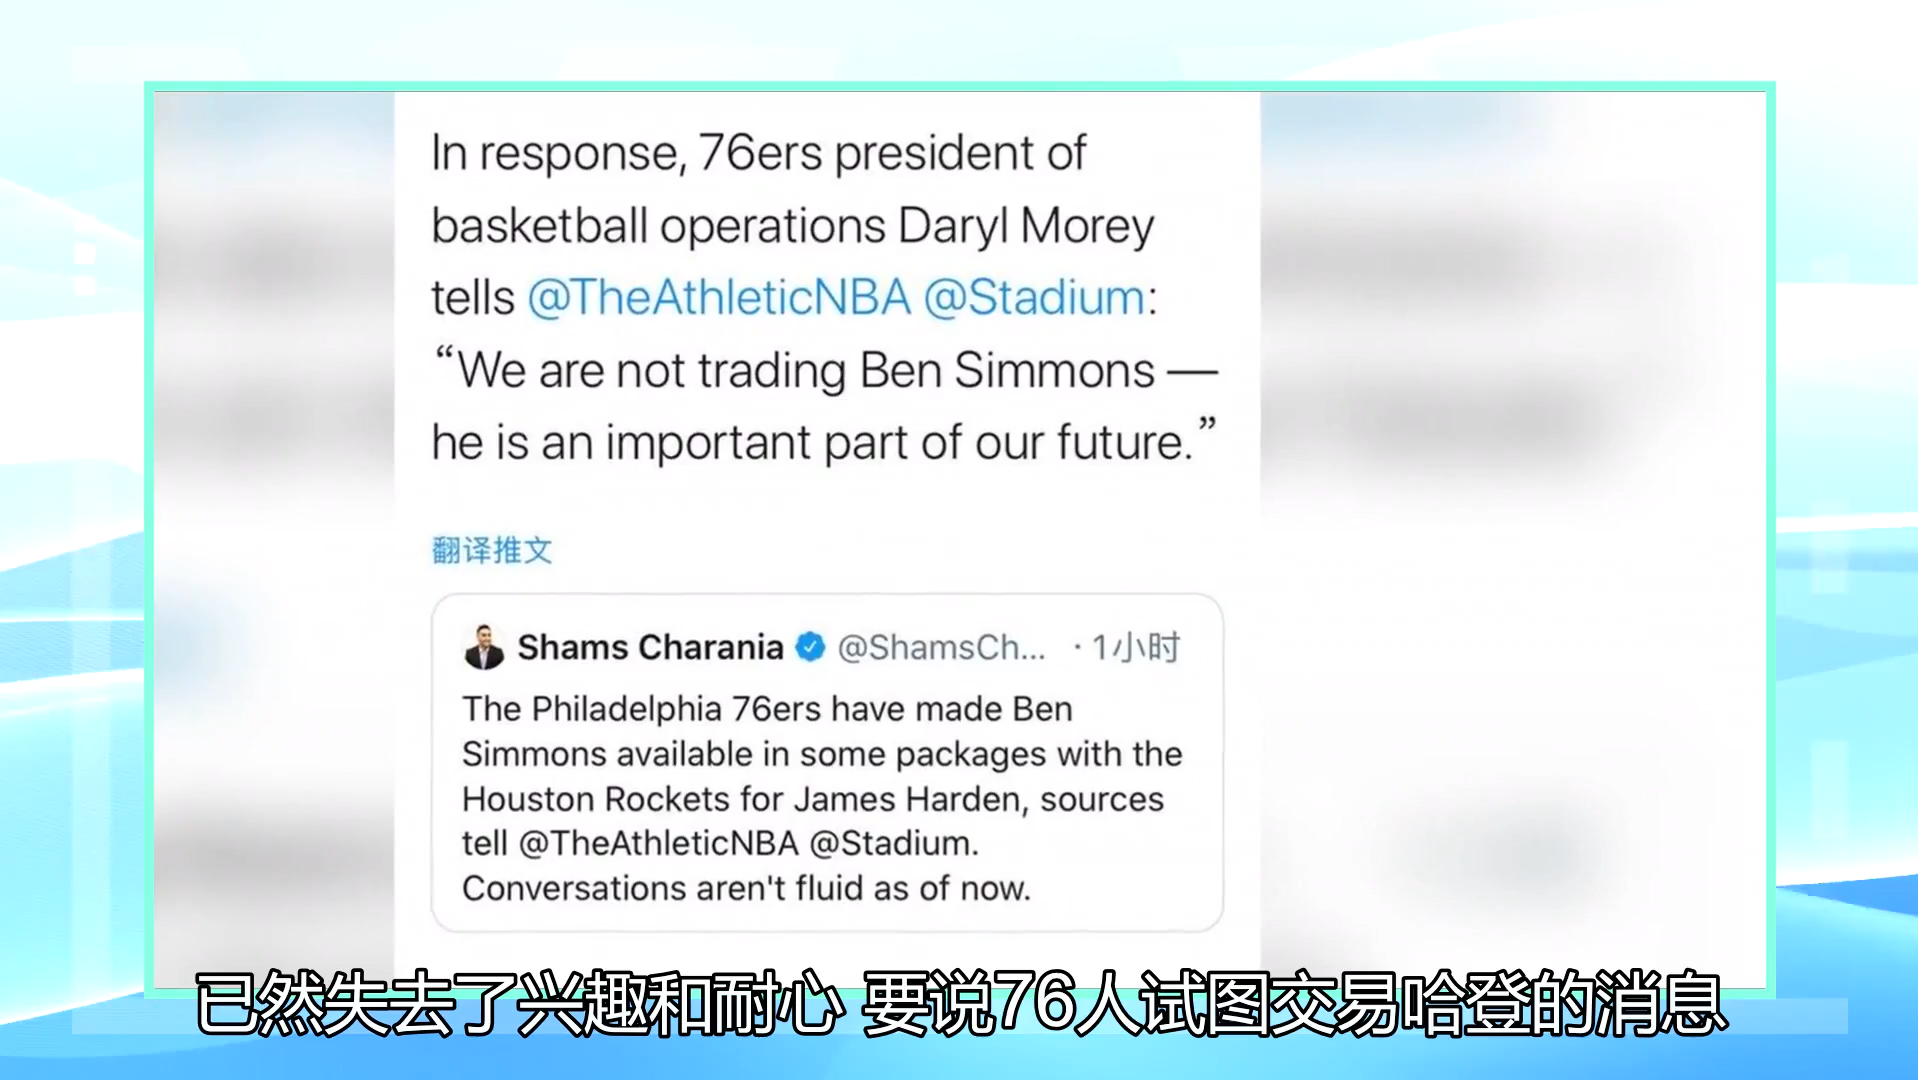 In response, 76ers president of
basketball operations Daryl Morey
tells @TheAthleticNBA @Stadium:
“We are not trading Ben Simmons —
he is an important part of our future.”
翻译推文
Shams Charania @ShamsCh... · 1小时
The Philadelphia 76ers have made Ben
Simmons available in some packages with the
Houston Rockets for James Harden, sources
tell @TheAthleticNBA @Stadium.
Conversations aren't fluid as of now.
已然失去了兴趣和耐心 要说76人试图交易哈登的消息